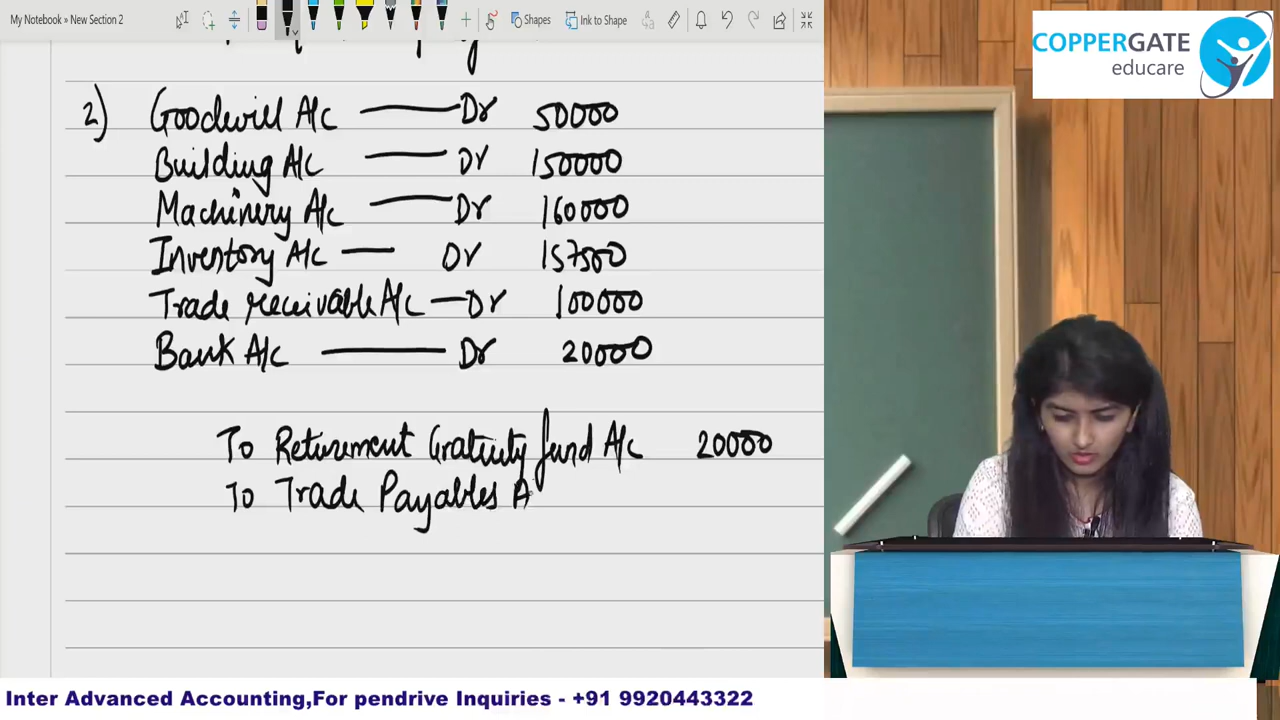 My Notebook » New Section 2
Shapes
Ink to Shape
COPPERGATE
educare
2) Goodwill A/c —— Dr 50000
Building A/c —— Dr 150000
Machinery A/c —— Dr 160000
Inventory A/c — Dr 157500
Trade receivable A/c — Dr 100000
Bank A/c —— Dr 20000
To Retirement Gratuity fund A/c 20000
To Trade Payables A
Inter Advanced Accounting,For pendrive Inquiries - +91 9920443322